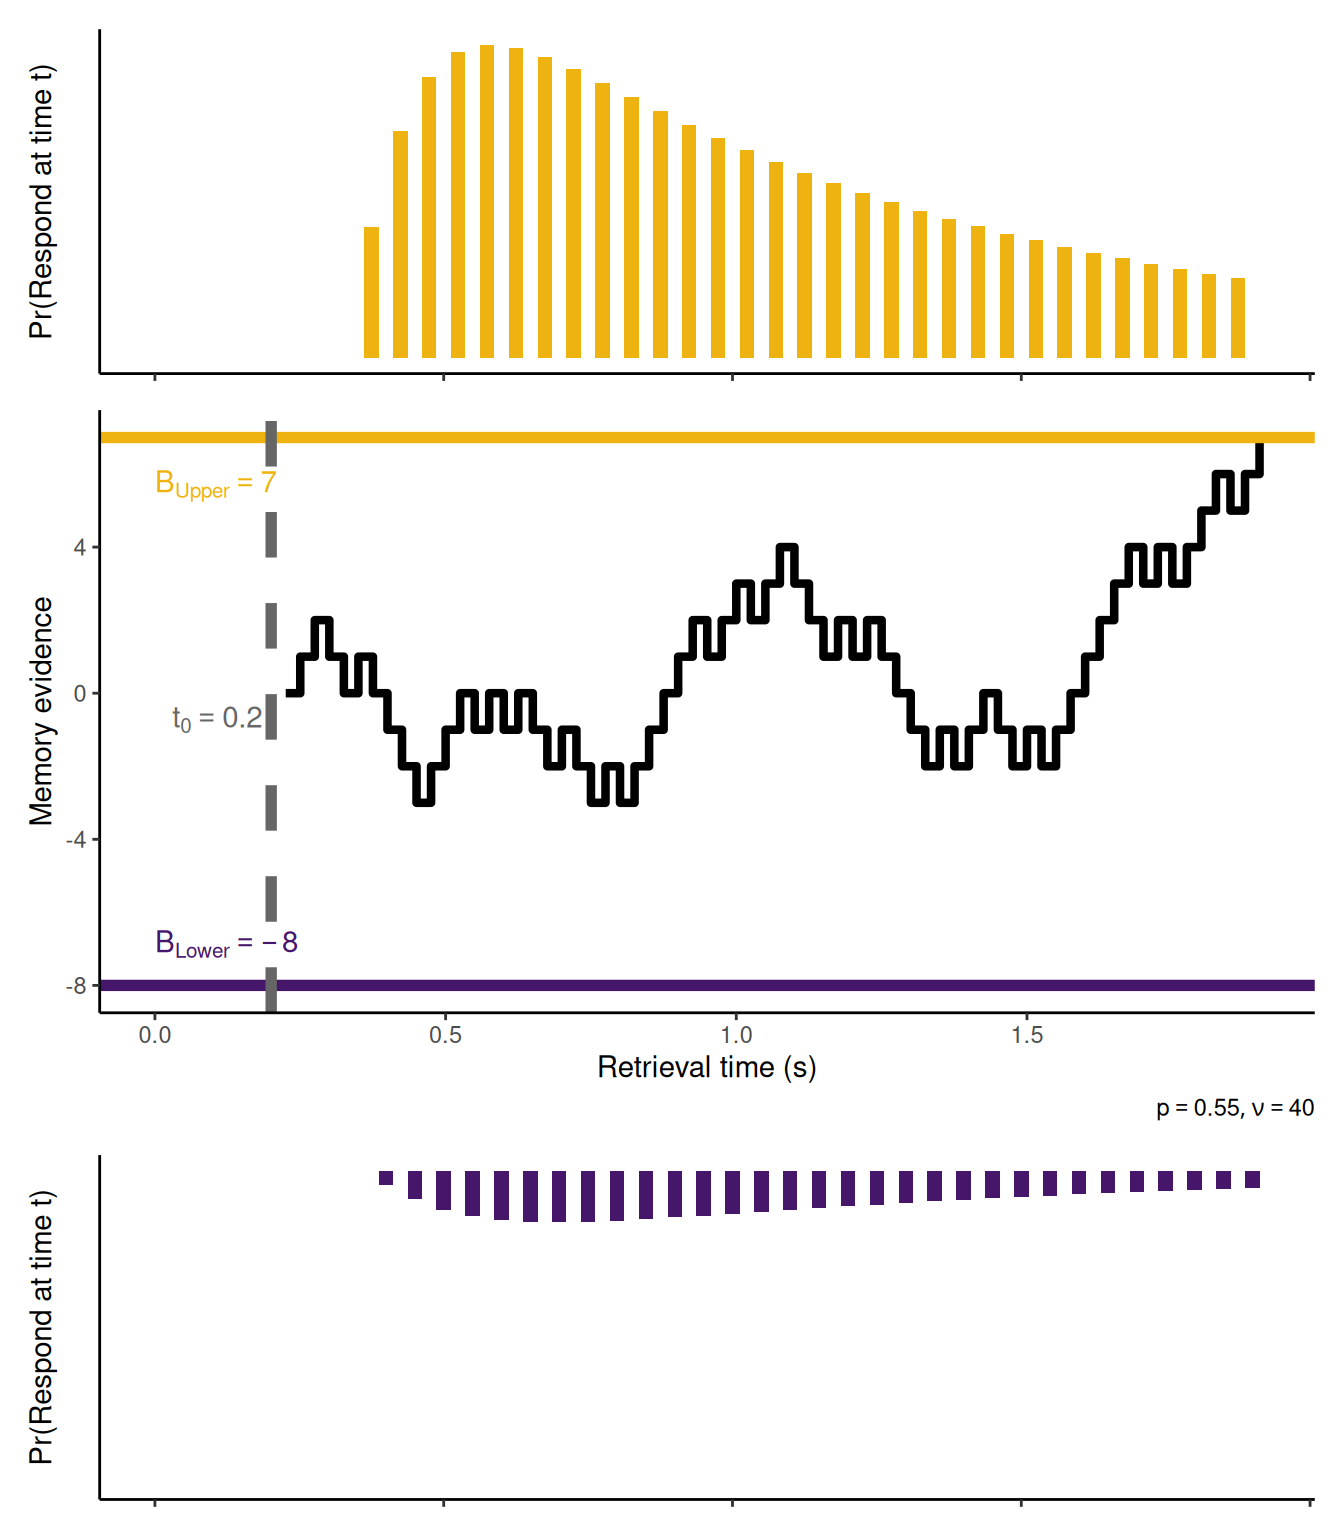 Pr(Respond at time t)
B_Upper = 7
4
Memory evidence
0
t_0 = 0.2
-4
B_Lower = −8
-8
0.0 0.5 1.0 1.5
Retrieval time (s)
p = 0.55, ν = 40
Pr(Respond at time t)